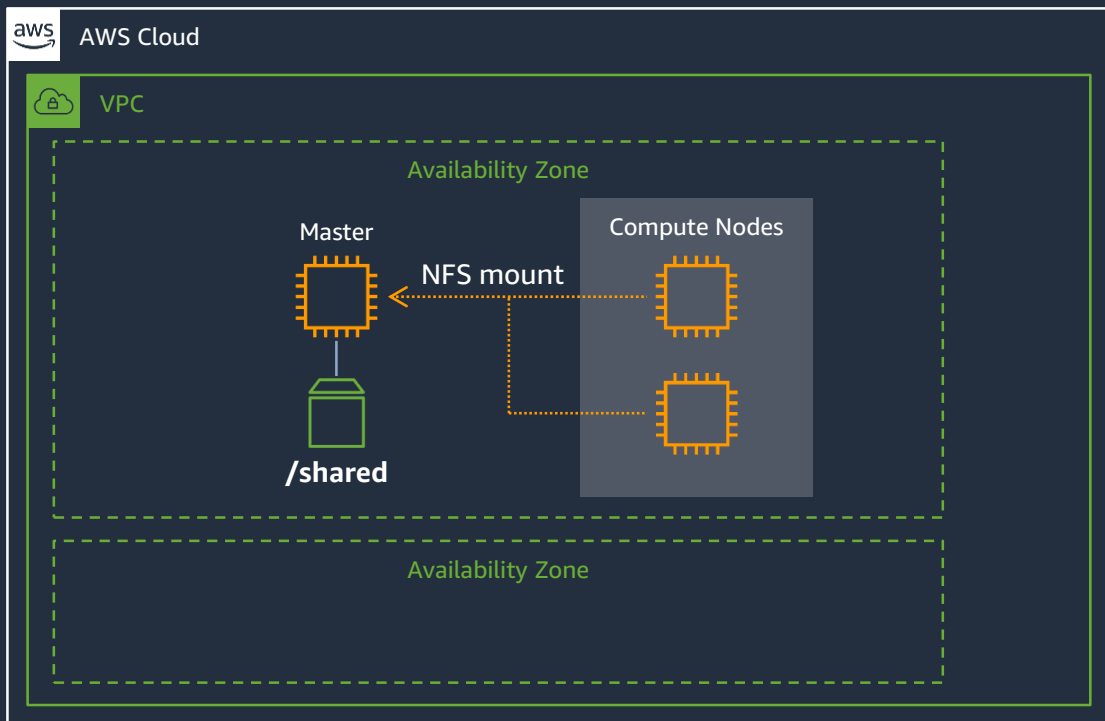 aws
AWS Cloud
VPC
Availability Zone
Master
Compute Nodes
NFS mount
/shared
Availability Zone